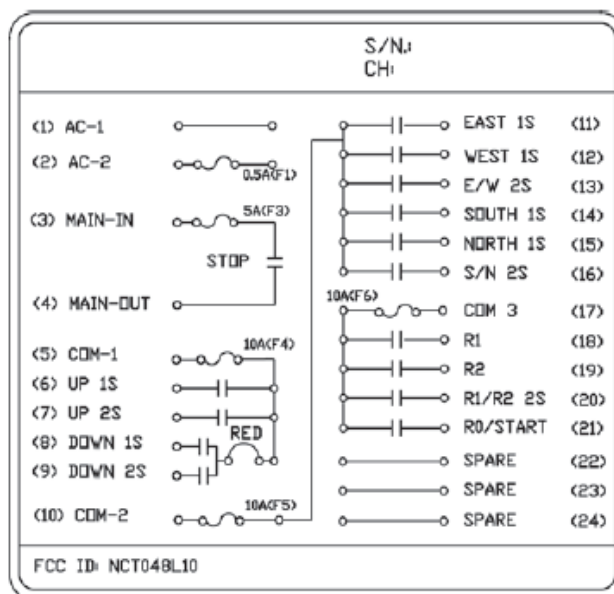 S/N.:
CH:
(1) AC-1
(2) AC-2
0.5A(F1)
(3) MAIN-IN
5A(F3)
STOP
(4) MAIN-OUT
(5) COM-1
10A(F4)
(6) UP 1S
(7) UP 2S
(8) DOWN 1S
RED
(9) DOWN 2S
(10) COM-2
10A(F5)
EAST 1S (11)
WEST 1S (12)
E/W 2S (13)
SOUTH 1S (14)
NORTH 1S (15)
S/N 2S (16)
10A(F6)
COM 3 (17)
R1 (18)
R2 (19)
R1/R2 2S (20)
R0/START (21)
SPARE (22)
SPARE (23)
SPARE (24)
FCC ID: NCT048L10